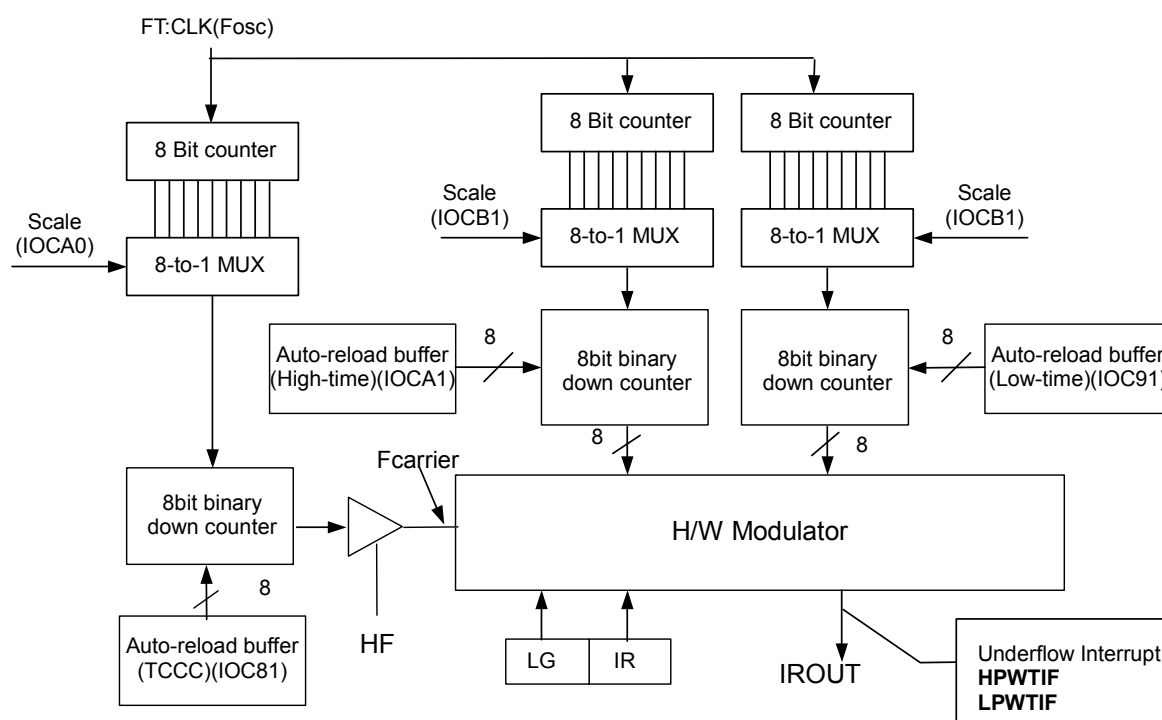 FT:CLK(Fosc)
8 Bit counter
8 Bit counter
8 Bit counter
Scale
(IOCA0)
Scale
(IOCB1)
Scale
(IOCB1)
8-to-1 MUX
8-to-1 MUX
8-to-1 MUX
Auto-reload buffer
(High-time)(IOCA1)
8
8bit binary
down counter
8bit binary
down counter
8
Auto-reload buffer
(Low-time)(IOC91)
8
8
Fcarrier
8bit binary
down counter
H/W Modulator
8
Auto-reload buffer
(TCCC)(IOC81)
HF
LG
IR
IROUT
Underflow Interrupt
HPWTIF
LPWTIF